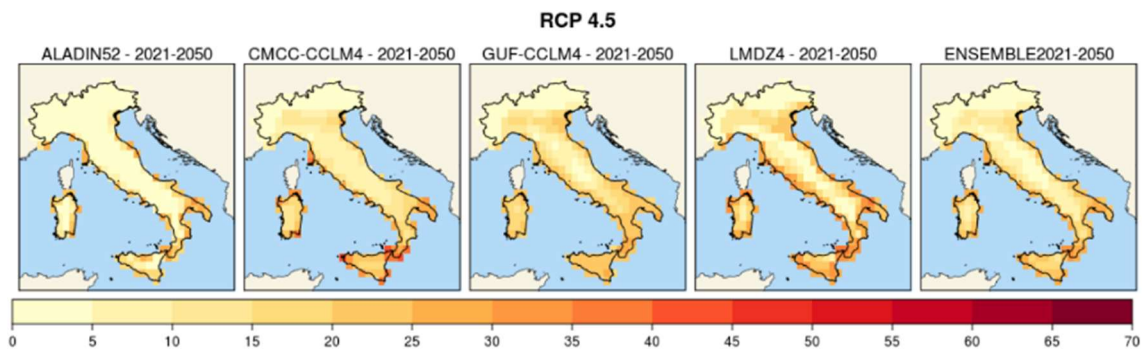 RCP 4.5
ALADIN52 - 2021-2050 CMCC-CCLM4 - 2021-2050 GUF-CCLM4 - 2021-2050 LMDZ4 - 2021-2050 ENSEMBLE2021-2050
0 5 10 15 20 25 30 35 40 45 50 55 60 65 70